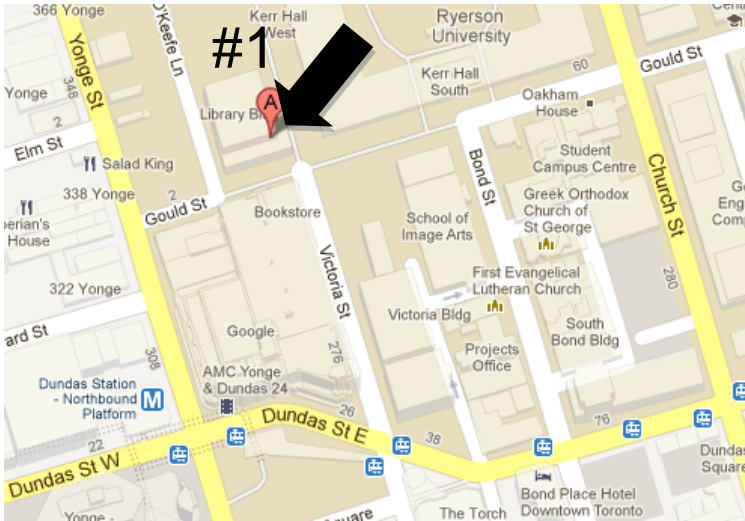 366 Yonge
Yonge St
348
O'Keefe Ln
Kerr Hall
West
#1
Ryerson
University
Kerr Hall
South
60
Gould St
Yonge
2
Elm St
Salad King
Library
A
Oakham
House
Student
Campus Centre
Church St
338 Yonge
2
Gould St
Bookstore
School of
Image Arts
Bond St
Greek Orthodox
Church of
St George
House
322 Yonge
Victoria St
First Evangelical
Lutheran Church
280
Google
276
Victoria Bldg
South
Bond Bldg
Projects
Office
308
AMC Yonge
& Dundas 24
Dundas Station
- Northbound
Platform
M
26
Dundas St E
38
76
22
Dundas St W
Bond Place Hotel
Downtown Toronto
Dundas
Square
Yonge -
The Torch